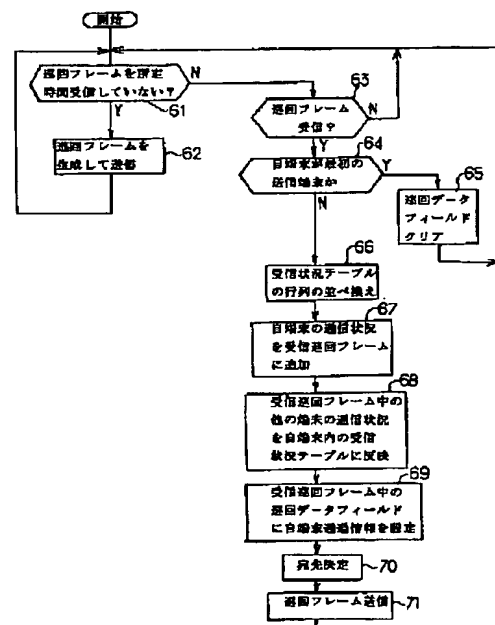 開始
巡回フレームを所定
時間受信していない?
61
N
Y
巡回フレームを
生成して送信
62
63
巡回フレーム
受信?
N
Y
64
自端末が最初の
送信端末か
Y
N
65
巡回データ
フィールド
クリア
66
受信状況テーブル
の行列の並べ換え
67
自端末の通信状況
を受信巡回フレーム
に追加
68
受信巡回フレーム中の
他の端末の通信状況
を自端末内の受信
状況テーブルに反映
69
受信巡回フレーム中の
巡回データフィールド
に自端末通過情報を設定
宛先決定
70
巡回フレーム送信
71